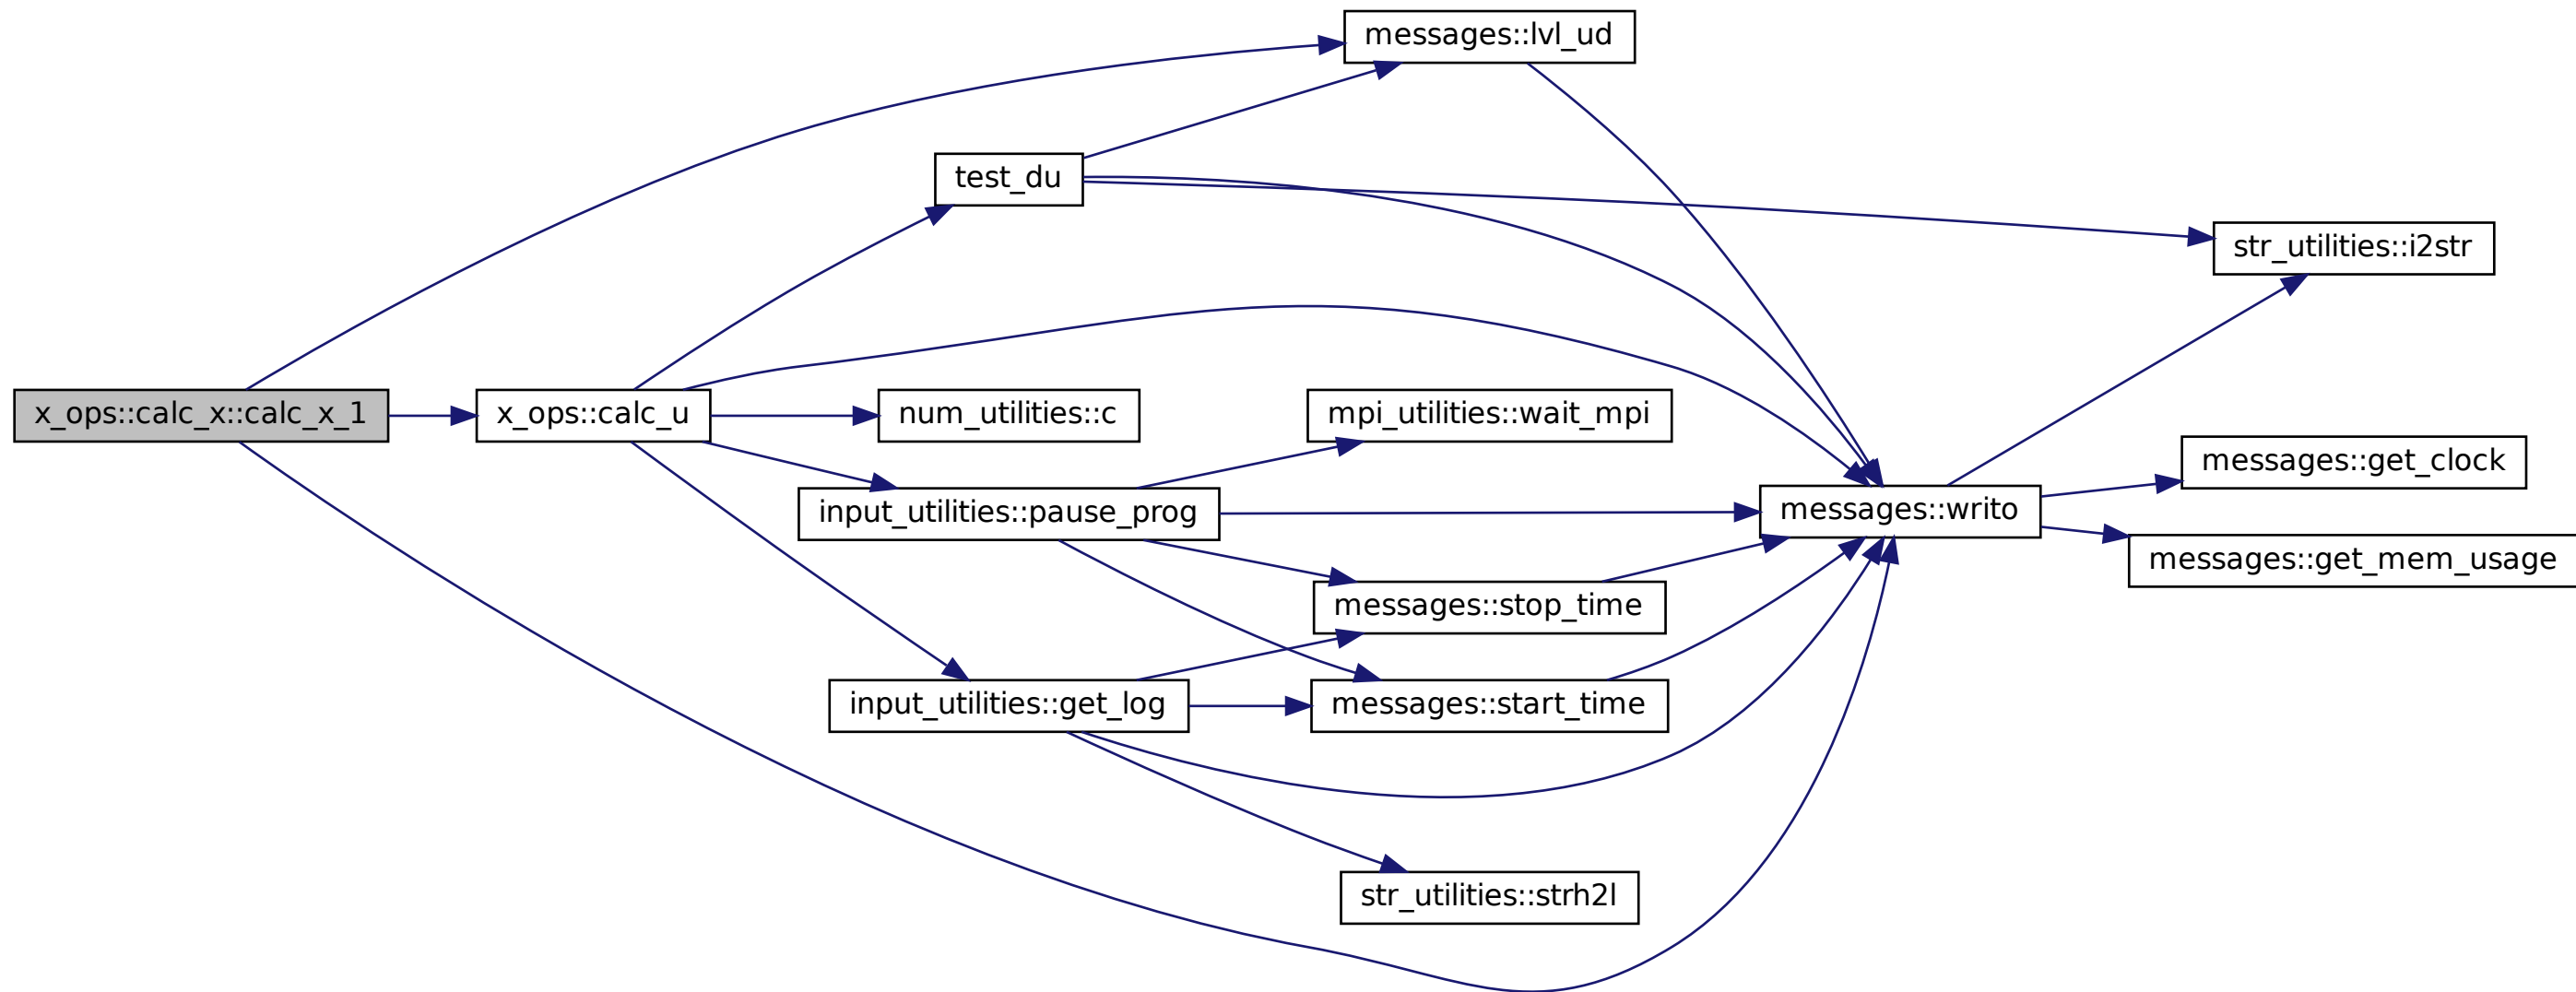 messages::lvl_ud
test_du
str_utilities::i2str
x_ops::calc_x::calc_x_1
x_ops::calc_u
num_utilities::c
mpi_utilities::wait_mpi
messages::get_clock
input_utilities::pause_prog
messages::writo
messages::get_mem_usage
messages::stop_time
input_utilities::get_log
messages::start_time
str_utilities::strh2l